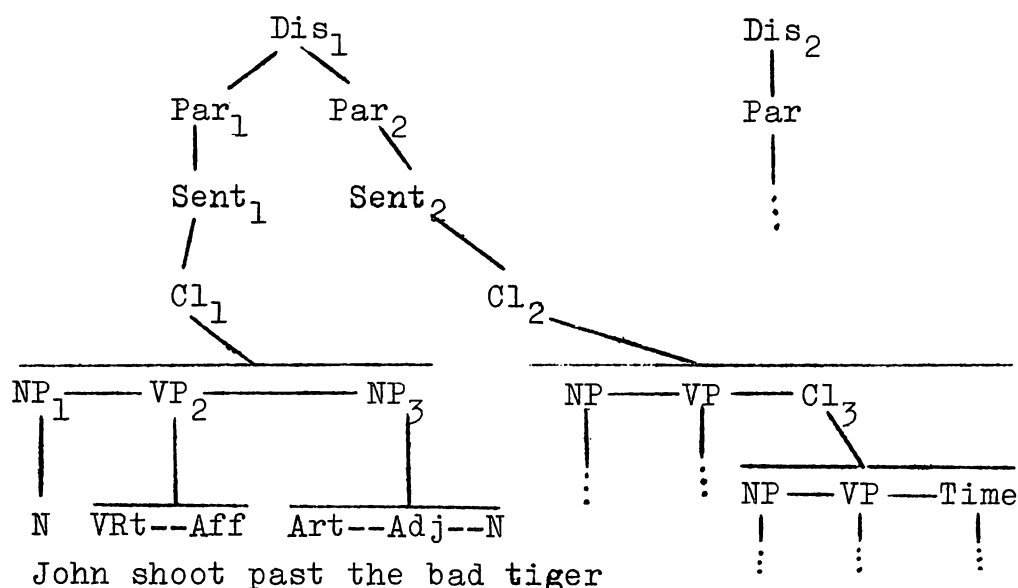 Dis₁ Dis₂
Par₁ Par₂ Par
Sent₁ Sent₂
Cl₁ Cl₂
NP₁ VP₂ NP₃ NP VP Cl₃
NP VP Time
N VRt--Aff Art--Adj--N
John shoot past the bad tiger